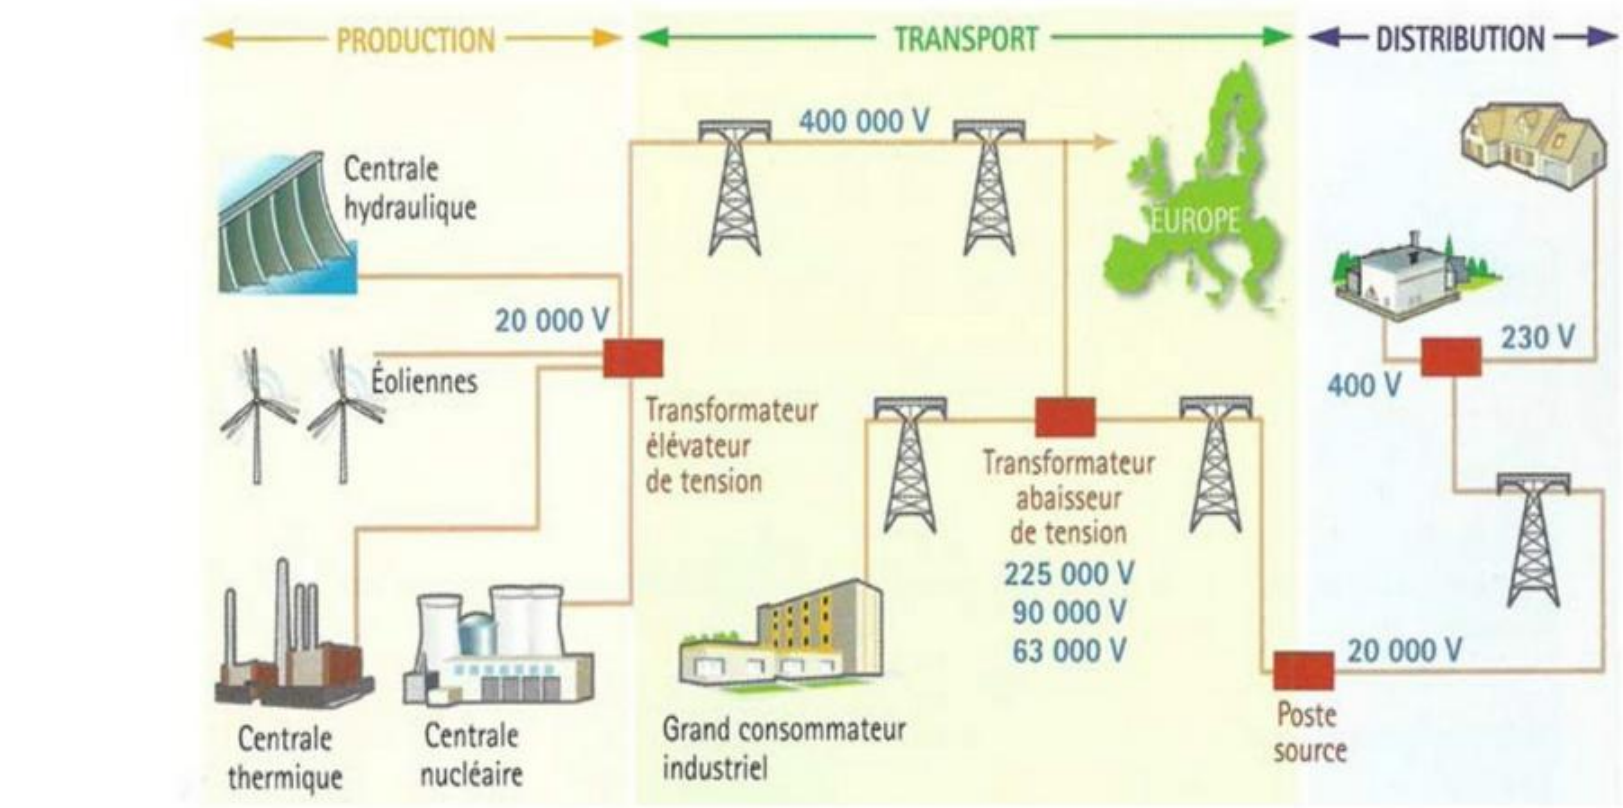 PRODUCTION
TRANSPORT
DISTRIBUTION
Centrale
hydraulique
20 000 V
Éoliennes
Centrale
thermique
Centrale
nucléaire
Transformateur
élévateur
de tension
400 000 V
EUROPE
Transformateur
abaisseur
de tension
225 000 V
90 000 V
63 000 V
Grand consommateur
industriel
230 V
400 V
20 000 V
Poste
source